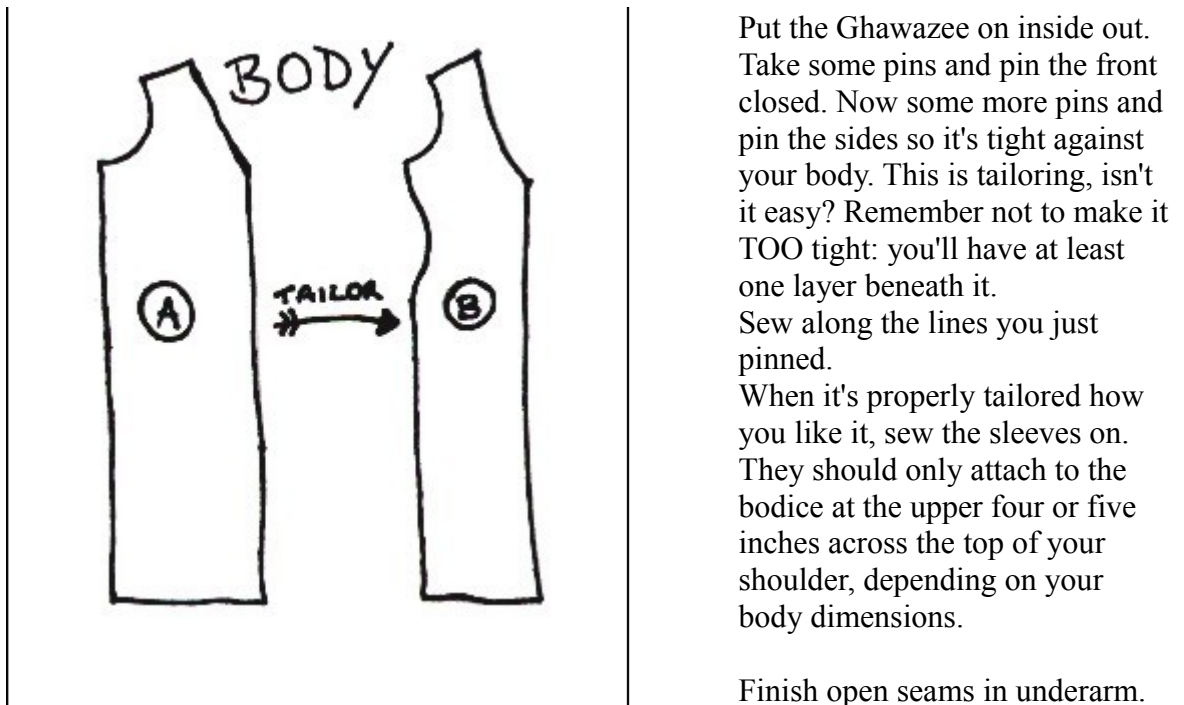 BODY
A
TAILOR
B
Put the Ghawazee on inside out.
Take some pins and pin the front
closed. Now some more pins and
pin the sides so it's tight against
your body. This is tailoring, isn't
it easy? Remember not to make it
TOO tight: you'll have at least
one layer beneath it.
Sew along the lines you just
pinned.
When it's properly tailored how
you like it, sew the sleeves on.
They should only attach to the
bodice at the upper four or five
inches across the top of your
shoulder, depending on your
body dimensions.
Finish open seams in underarm.